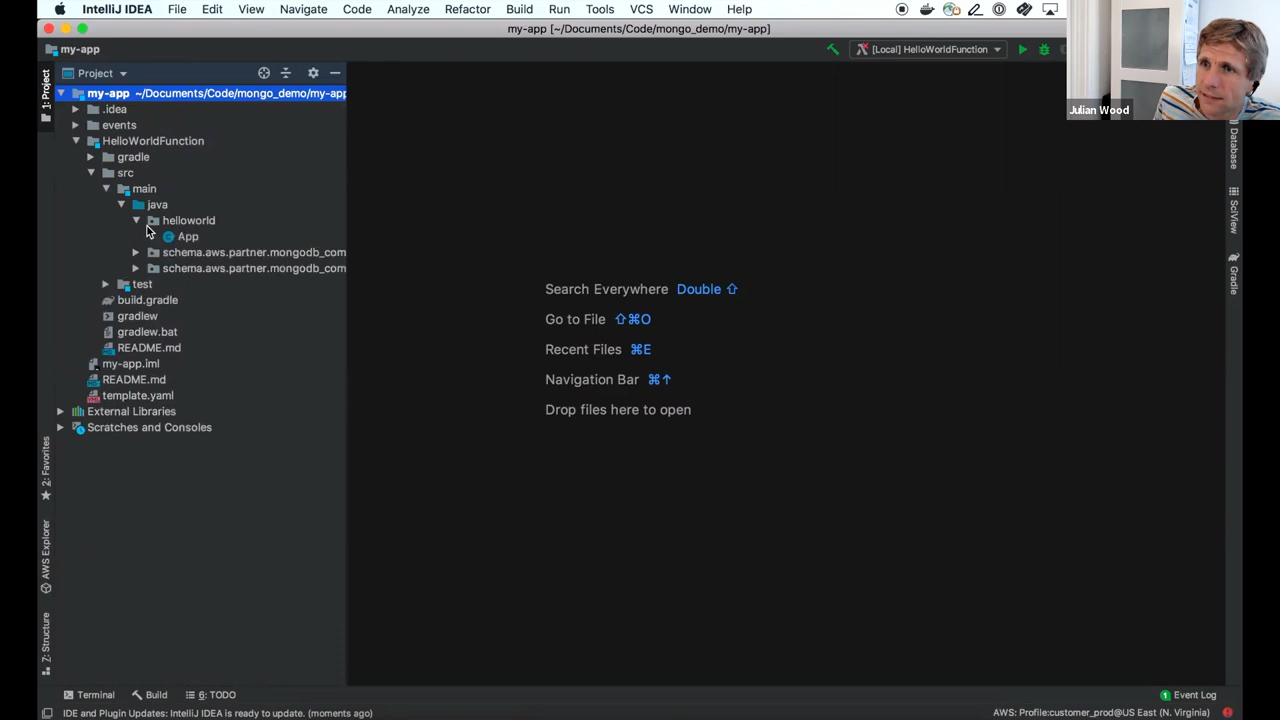 IntelliJ IDEA File Edit View Navigate Code Analyze Refactor Build Run Tools VCS Window Help
my-app [~/Documents/Code/mongo_demo/my-app]
my-app
[Local] HelloWorldFunction
Julian Wood
1: Project
Project
my-app ~/Documents/Code/mongo_demo/my-app
.idea
events
HelloWorldFunction
gradle
src
main
java
helloworld
App
schema.aws.partner.mongodb_com
schema.aws.partner.mongodb_com
test
build.gradle
gradlew
gradlew.bat
README.md
my-app.iml
README.md
template.yaml
External Libraries
Scratches and Consoles
Search Everywhere Double ⇧
Go to File ⇧⌘O
Recent Files ⌘E
Navigation Bar ⌘↑
Drop files here to open
Database
SciView
Gradle
2: Favorites
AWS Explorer
7: Structure
Terminal Build 6: TODO
1 Event Log
IDE and Plugin Updates: IntelliJ IDEA is ready to update. (moments ago)
AWS: Profile:customer_prod@US East (N. Virginia)